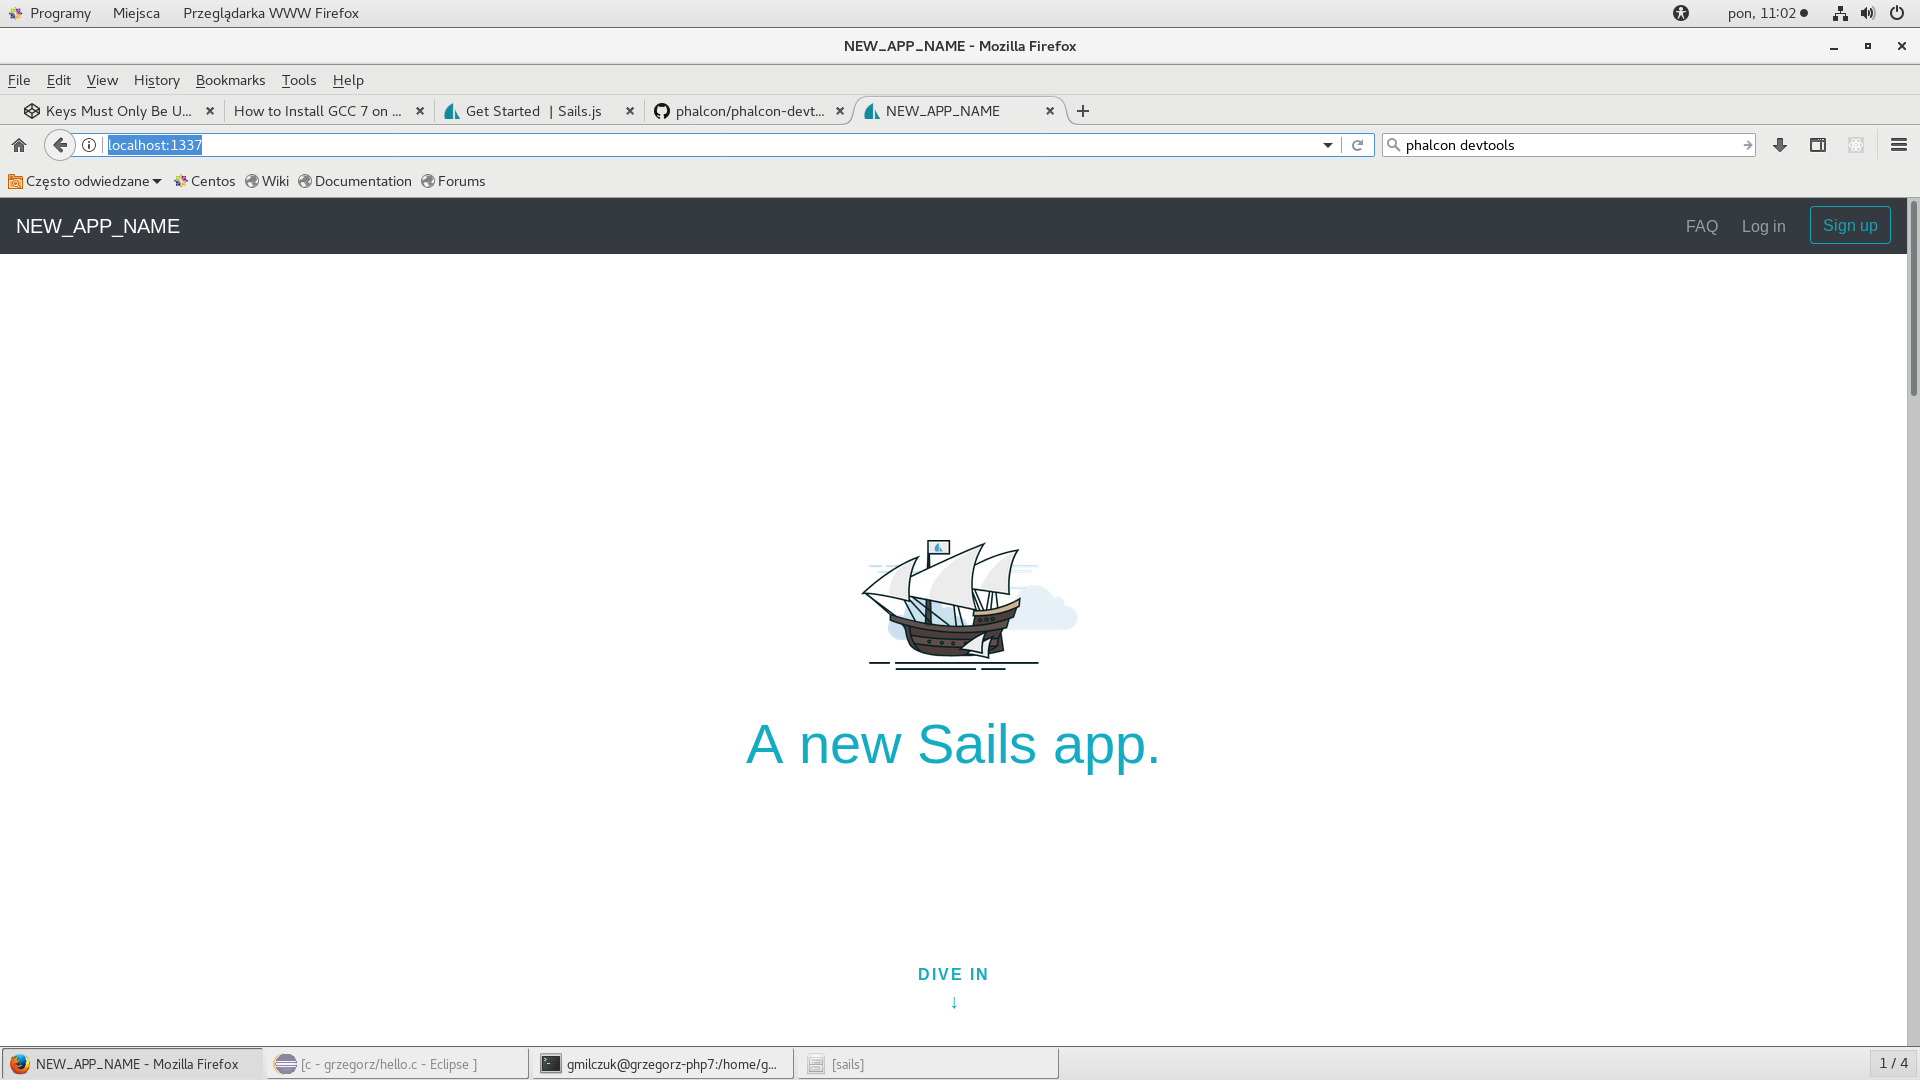 Programy Miejsca Przeglądarka WWW Firefox pon, 11:02
NEW_APP_NAME - Mozilla Firefox
File Edit View History Bookmarks Tools Help
Keys Must Only Be U... How to Install GCC 7 on ... Get Started | Sails.js phalcon/phalcon-devt... NEW_APP_NAME
localhost:1337 phalcon devtools
Często odwiedzane Centos Wiki Documentation Forums
NEW_APP_NAME FAQ Log in Sign up
A new Sails app.
DIVE IN
↓
NEW_APP_NAME - Mozilla Firefox [c - grzegorz/hello.c - Eclipse ] gmilczuk@grzegorz-php7:/home/g... [sails] 1 / 4